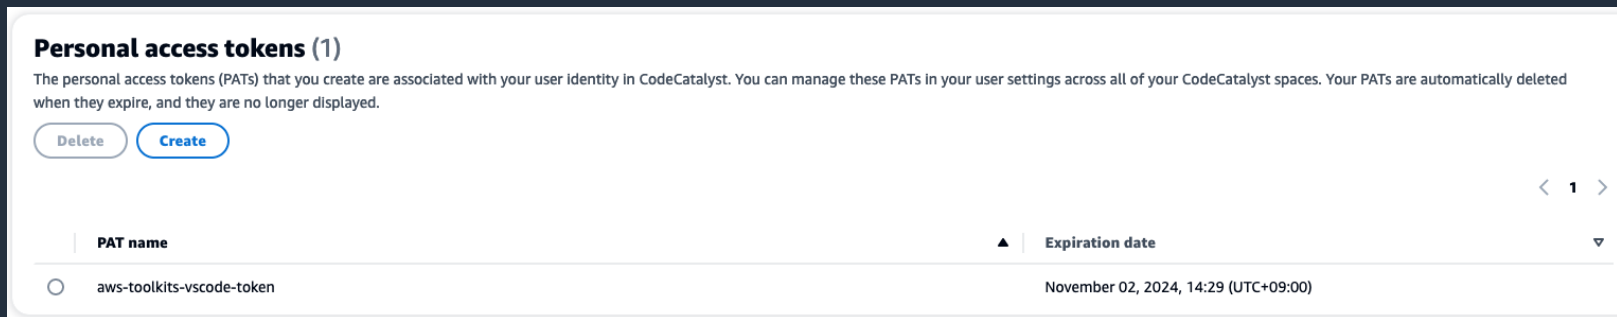 Personal access tokens (1)
The personal access tokens (PATs) that you create are associated with your user identity in CodeCatalyst. You can manage these PATs in your user settings across all of your CodeCatalyst spaces. Your PATs are automatically deleted
when they expire, and they are no longer displayed.
Delete Create
1
PAT name Expiration date
aws-toolkits-vscode-token November 02, 2024, 14:29 (UTC+09:00)